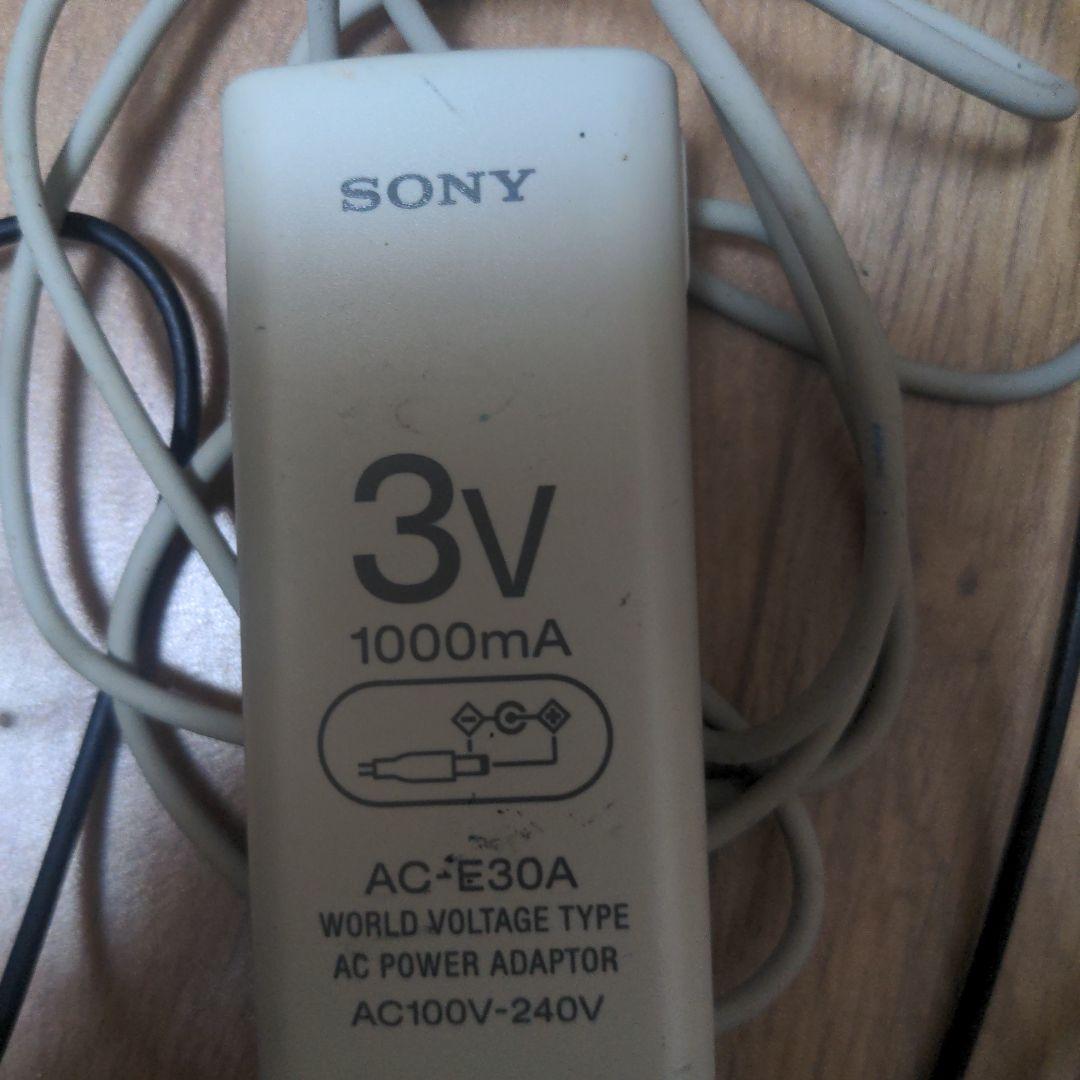 SONY
3V
1000mA
AC-E30A
WORLD VOLTAGE TYPE
AC POWER ADAPTOR
AC100V-240V